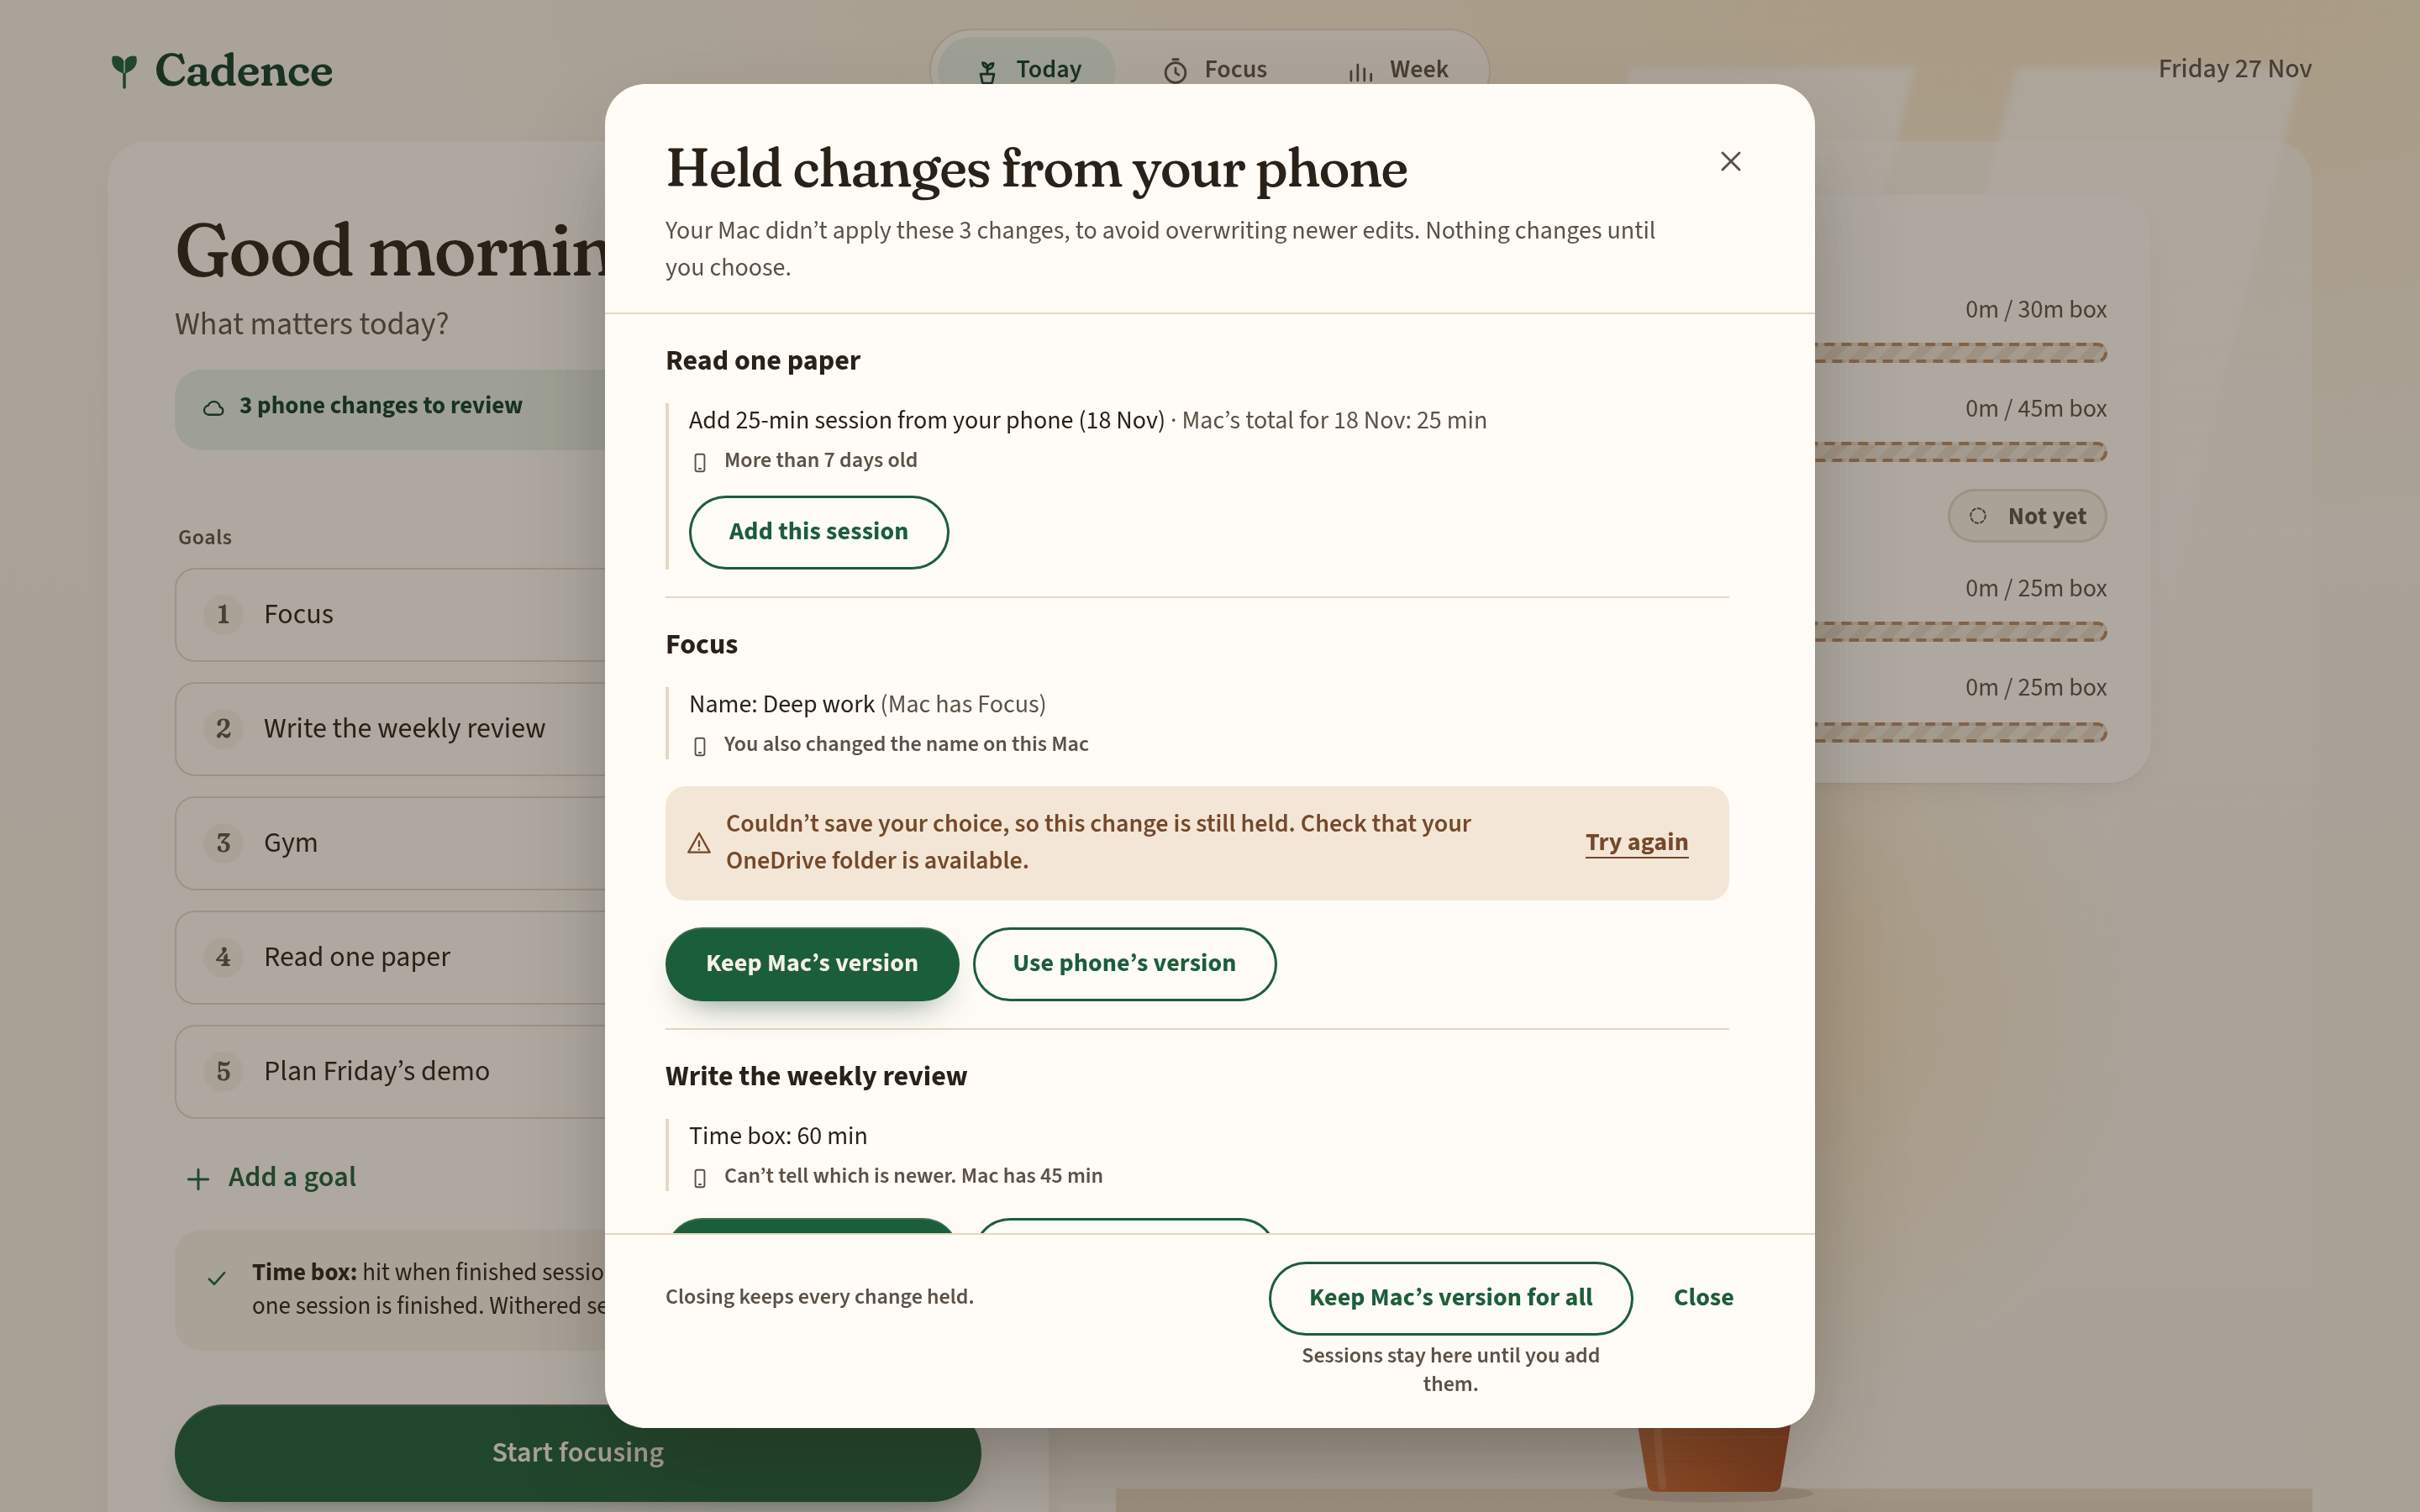 Cadence
Today
Focus
Week
Friday 27 Nov
Good mornin
What matters today?
3 phone changes to review
Goals
1 Focus
2 Write the weekly review
3 Gym
4 Read one paper
5 Plan Friday’s demo
Add a goal
Time box: hit when finished sessio
one session is finished. Withered se
Start focusing
Held changes from your phone
Your Mac didn’t apply these 3 changes, to avoid overwriting newer edits. Nothing changes until
you choose.
Read one paper
Add 25-min session from your phone (18 Nov) · Mac’s total for 18 Nov: 25 min
More than 7 days old
Add this session
Focus
Name: Deep work (Mac has Focus)
You also changed the name on this Mac
Couldn’t save your choice, so this change is still held. Check that your
OneDrive folder is available.
Try again
Keep Mac’s version
Use phone’s version
Write the weekly review
Time box: 60 min
Can’t tell which is newer. Mac has 45 min
Closing keeps every change held.
Keep Mac’s version for all
Close
Sessions stay here until you add
them.
0m / 30m box
0m / 45m box
Not yet
0m / 25m box
0m / 25m box